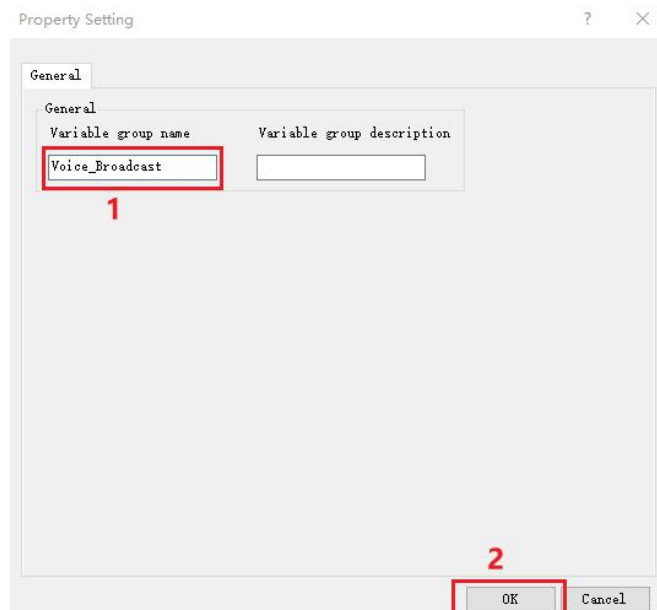 Property Setting ? ×
General
General
Variable group name Variable group description
Voice_Broadcast
1
2
OK Cancel